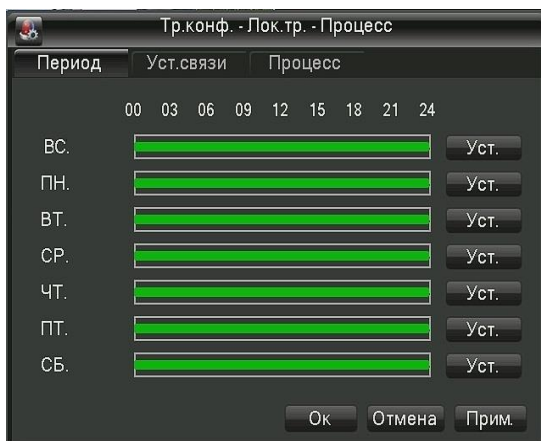 Тр.конф. - Лок.тр. - Процесс
Период Уст.связи Процесс
00 03 06 09 12 15 18 21 24
ВС. Уст.
ПН. Уст.
ВТ. Уст.
СР. Уст.
ЧТ. Уст.
ПТ. Уст.
СБ. Уст.
Ок Отмена Прим.